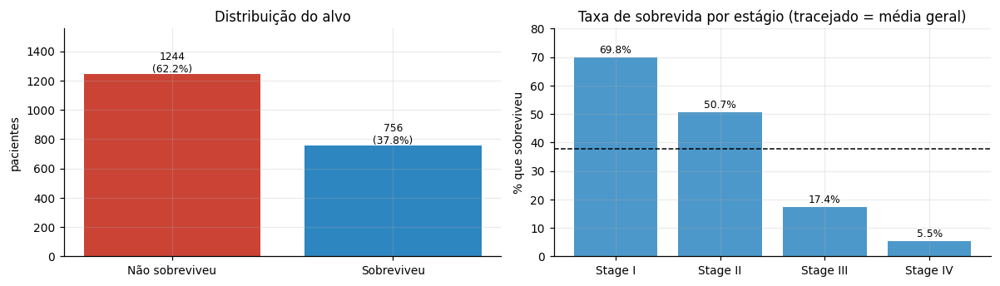 Distribuição do alvo
pacientes
1400
1200
1000
800
600
400
200
0
1244
(62.2%)
756
(37.8%)
Não sobreviveu
Sobreviveu
Taxa de sobrevida por estágio (tracejado = média geral)
% que sobreviveu
80
70
60
50
40
30
20
10
0
69.8%
50.7%
17.4%
5.5%
Stage I
Stage II
Stage III
Stage IV